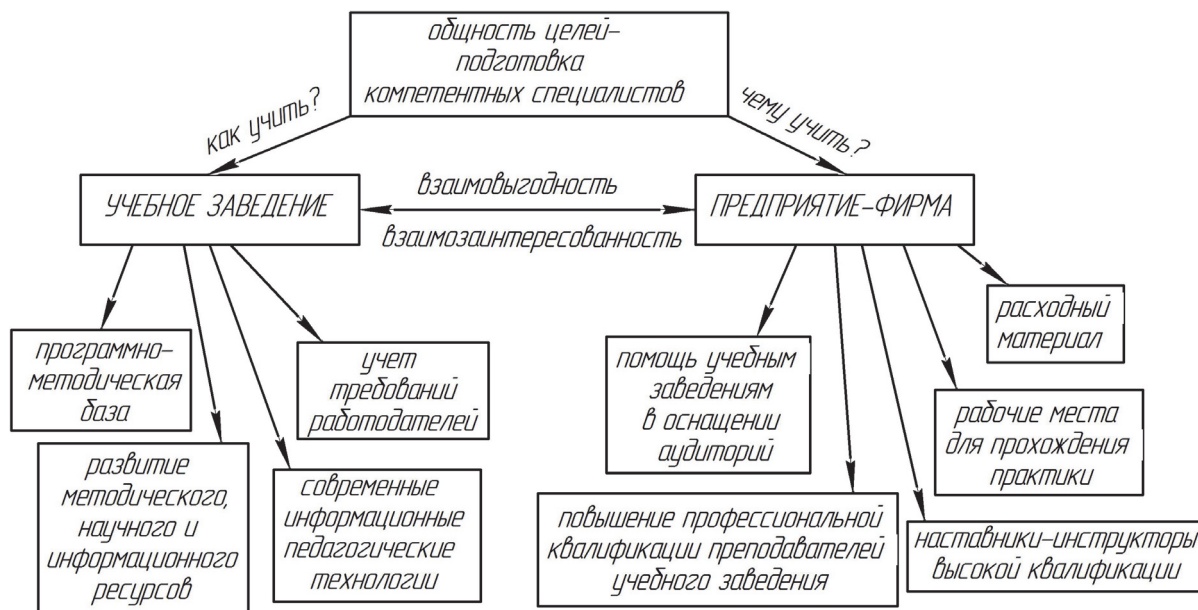 общность целей–
подготовка
компетентных специалистов
как учить?
чему учить?
УЧЕБНОЕ ЗАВЕДЕНИЕ
взаимовыгодность
взаимозаинтересованность
ПРЕДПРИЯТИЕ–ФИРМА
программно–
методическая
база
учет
требований
работодателей
развитие
методического,
научного и
информационного
ресурсов
современные
информационные
педагогические
технологии
помощь учебным
заведениям
в оснащении
аудиторий
расходный
материал
рабочие места
для прохождения
практики
повышение профессиональной
квалификации преподавателей
учебного заведения
наставники–инструкторы
высокой квалификации